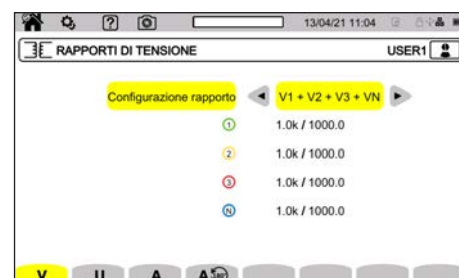 ?
13/04/21 11:04
RAPPORTI DI TENSIONE
USER1
Configurazione rapporto ◄ V1 + V2 + V3 + VN ►
1 1.0k / 1000.0
2 1.0k / 1000.0
3 1.0k / 1000.0
N 1.0k / 1000.0
V U A